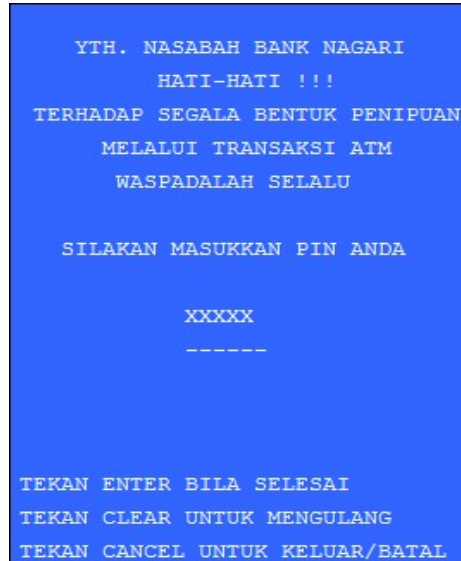 YTH. NASABAH BANK NAGARI
HATI-HATI !!!
TERHADAP SEGALA BENTUK PENIPUAN
MELALUI TRANSAKSI ATM
WASPADALAH SELALU
SILAKAN MASUKKAN PIN ANDA
XXXXX
------
TEKAN ENTER BILA SELESAI
TEKAN CLEAR UNTUK MENGULANG
TEKAN CANCEL UNTUK KELUAR/BATAL